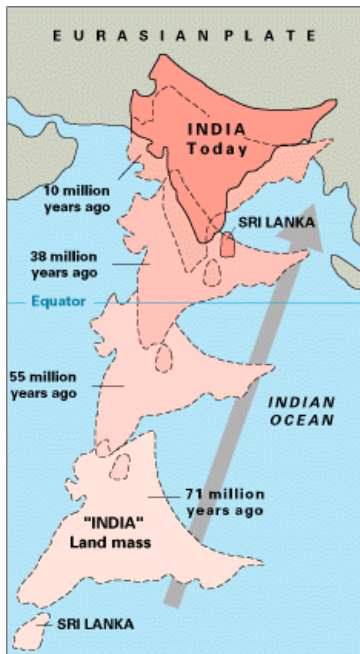 EURASIAN PLATE
INDIA
Today
10 million
years ago
SRI LANKA
38 million
years ago
Equator
55 million
years ago
INDIAN
OCEAN
71 million
years ago
"INDIA"
Land mass
SRI LANKA